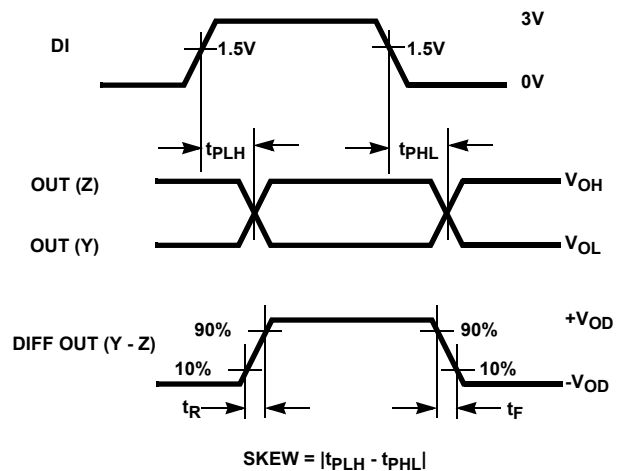 3V
DI
1.5V
1.5V
0V
tPLH
tPHL
OUT (Z)
VOH
OUT (Y)
VOL
+VOD
90%
90%
DIFF OUT (Y - Z)
10%
10%
-VOD
tR
tF
SKEW = |tPLH - tPHL|